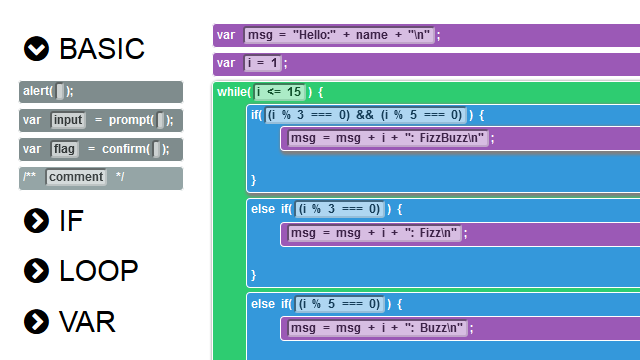 BASIC
alert( );
var input = prompt( );
var flag = confirm( );
/** comment */
IF
LOOP
VAR
var msg = "Hello:" + name + "\n" ;
var i = 1 ;
while( i <= 15 ) {
if( (i % 3 === 0) && (i % 5 === 0) ) {
msg = msg + i + ": FizzBuzz\n" ;
}
else if( (i % 3 === 0) ) {
msg = msg + i + ": Fizz\n" ;
}
else if( (i % 5 === 0) ) {
msg = msg + i + ": Buzz\n" ;